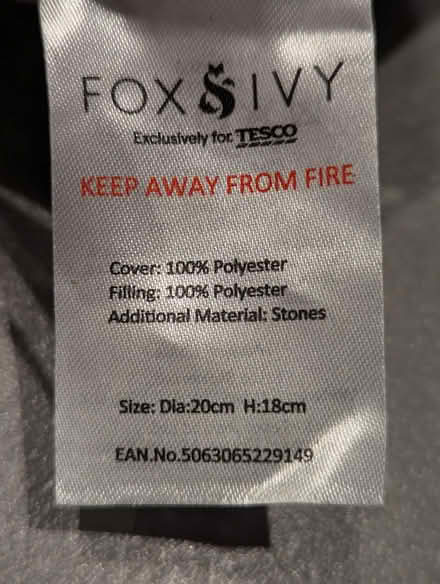 FOX & IVY
Exclusively for TESCO
KEEP AWAY FROM FIRE
Cover: 100% Polyester
Filling: 100% Polyester
Additional Material: Stones
Size: Dia:20cm H:18cm
EAN.No.5063065229149